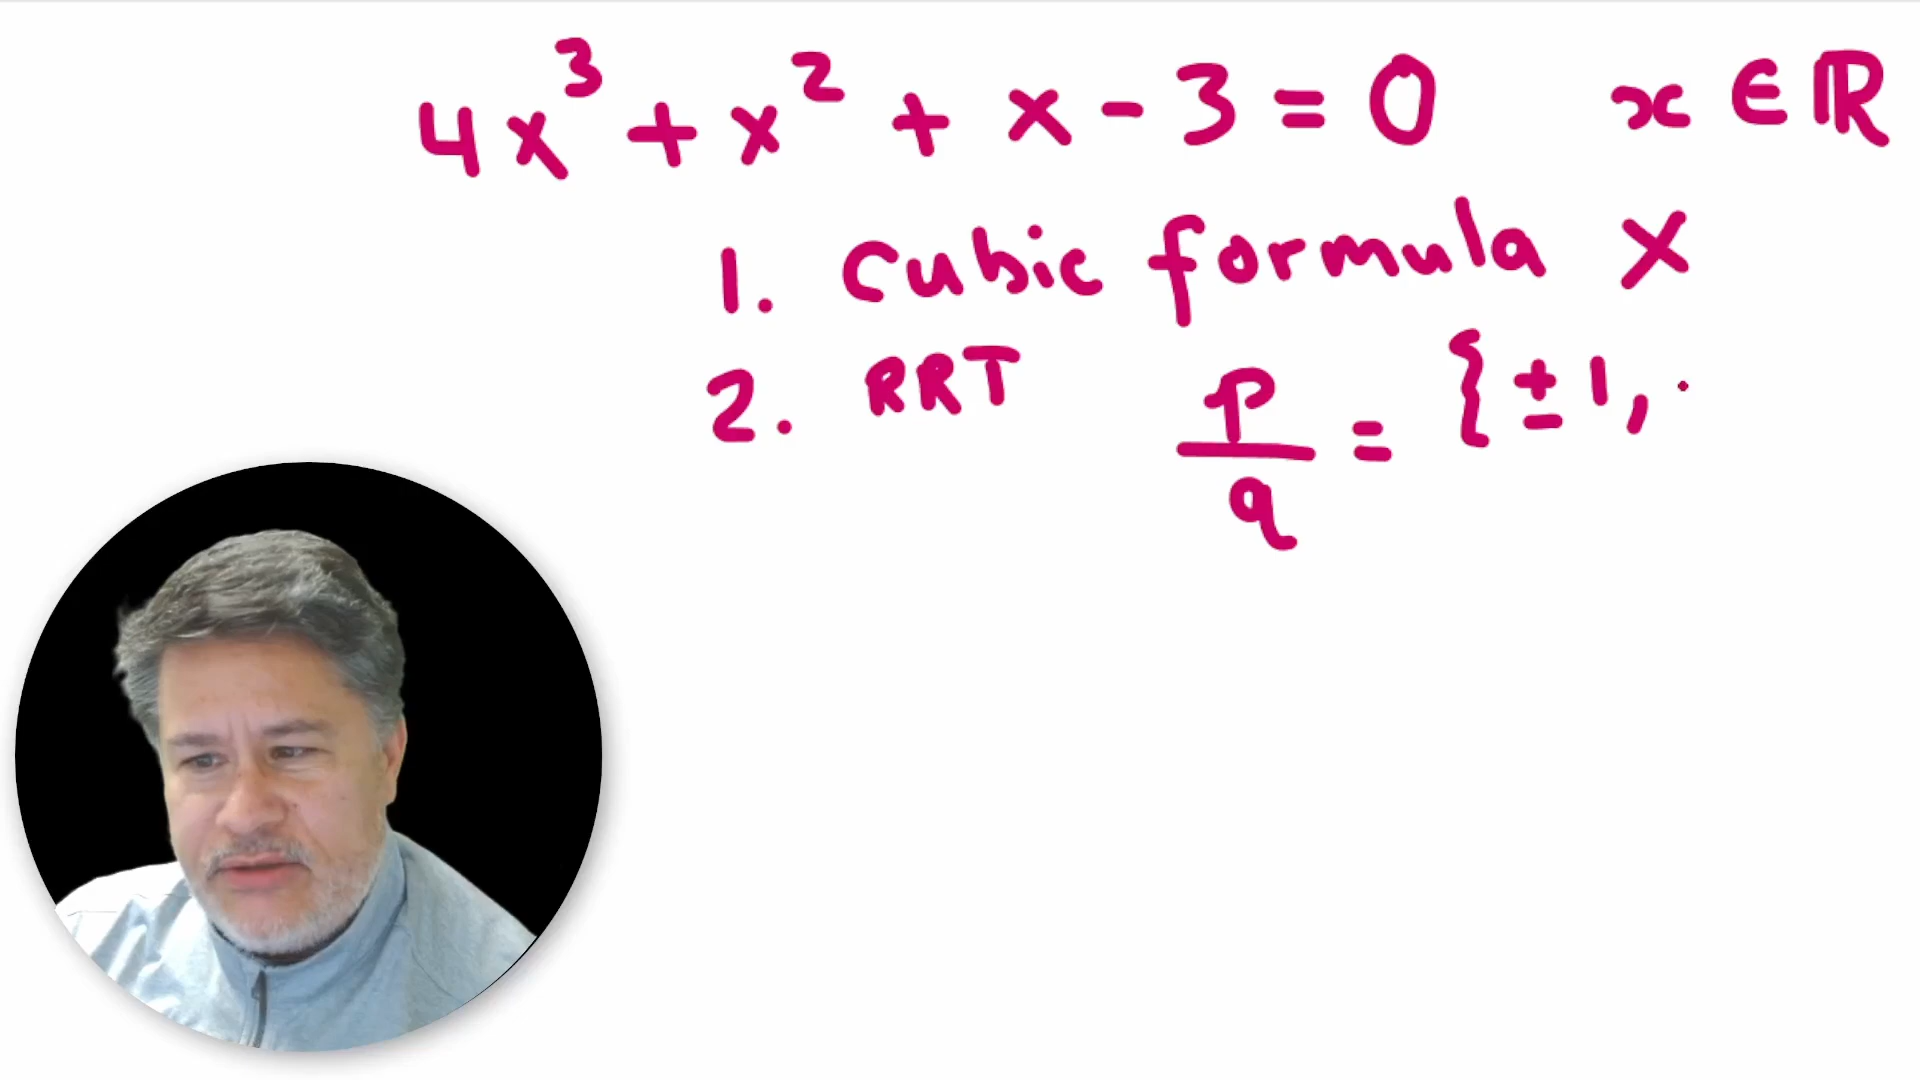 4x³ + x² + x - 3 = 0 x ∈ ℝ
1. Cubic formula X
2. RRT p/q = { ± 1,